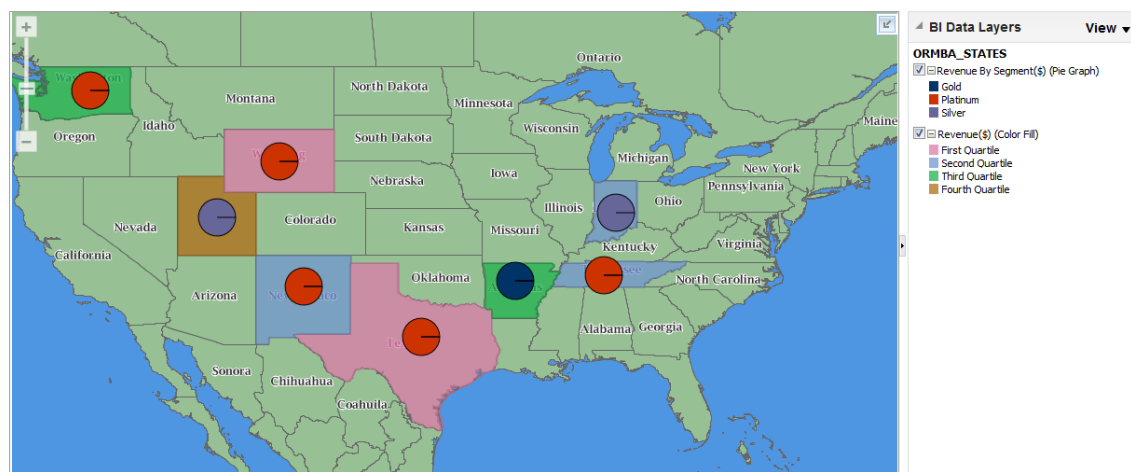 Ontario
Washington
Montana
North Dakota
Minnesota
Maine
Oregon
Idaho
South Dakota
Wisconsin
Michigan
New York
Iowa
Nebraska
Pennsylvania
Nevada
Colorado
Illinois
Ohio
Kansas
Missouri
Kentucky
Virginia
California
Oklahoma
North Carolina
Arizona
Alabama
Georgia
Sonora
Chihuahua
Coahuila
BI Data Layers View
ORMBA_STATES
Revenue By Segment($) (Pie Graph)
Gold
Platinum
Silver
Revenue($) (Color Fill)
First Quartile
Second Quartile
Third Quartile
Fourth Quartile